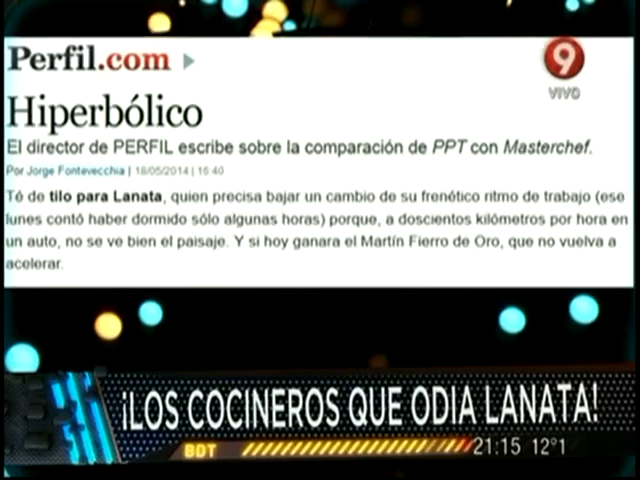 Perfil.com
9
VIVO
Hiperbólico
El director de PERFIL escribe sobre la comparación de PPT con Masterchef.
Por Jorge Fontevecchia | 18/05/2014 | 16:40
Té de tilo para Lanata, quien precisa bajar un cambio de su frenético ritmo de trabajo (ese
lunes contó haber dormido sólo algunas horas) porque, a doscientos kilómetros por hora en
un auto, no se ve bien el paisaje. Y si hoy ganara el Martín Fierro de Oro, que no vuelva a
acelerar.
¡LOS COCINEROS QUE ODIA LANATA!
BDT
21:15 12°1